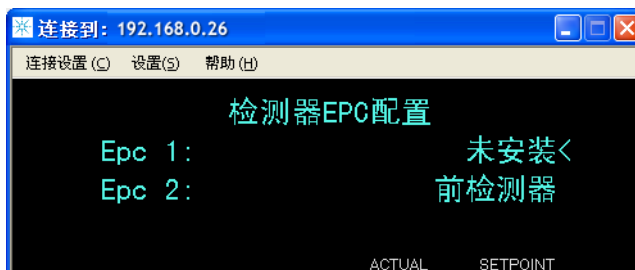 连接到: 192.168.0.26
连接设置(C) 设置(S) 帮助(H)
检测器EPC配置
Epc 1: 未安装<
Epc 2: 前检测器
ACTUAL SETPOINT